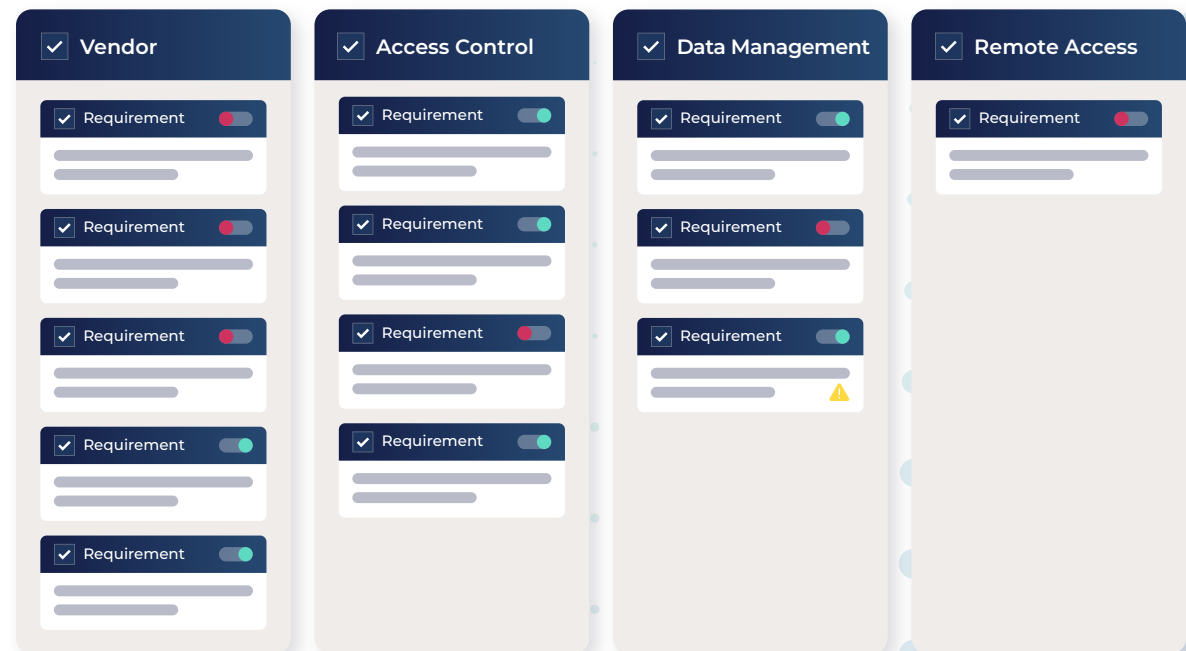 Vendor
Requirement
Requirement
Requirement
Requirement
Requirement
Access Control
Requirement
Requirement
Requirement
Requirement
Data Management
Requirement
Requirement
Requirement
Remote Access
Requirement